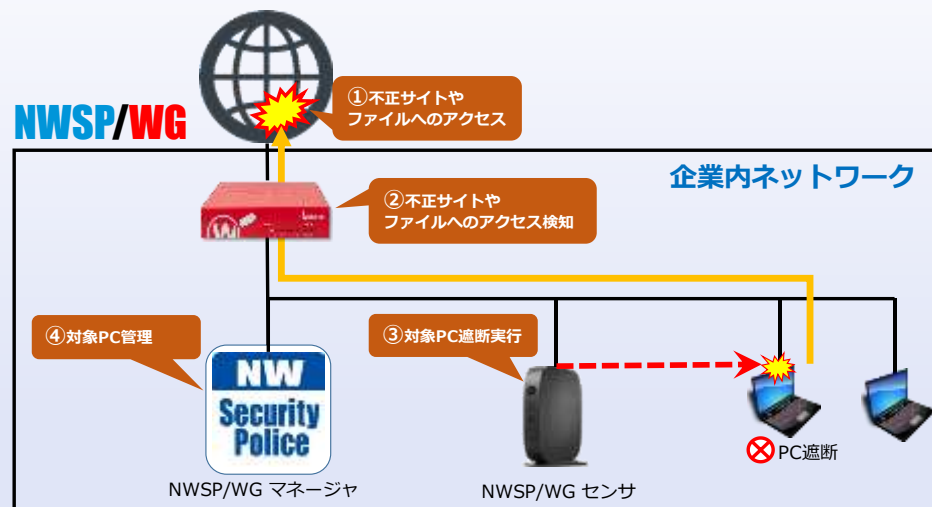 ①不正サイトや
ファイルへのアクセス
NWSP/WG
企業内ネットワーク
②不正サイトや
ファイルへのアクセス検知
④対象PC管理
③対象PC遮断実行
NW
Security
Police
PC遮断
NWSP/WG マネージャ
NWSP/WG センサ